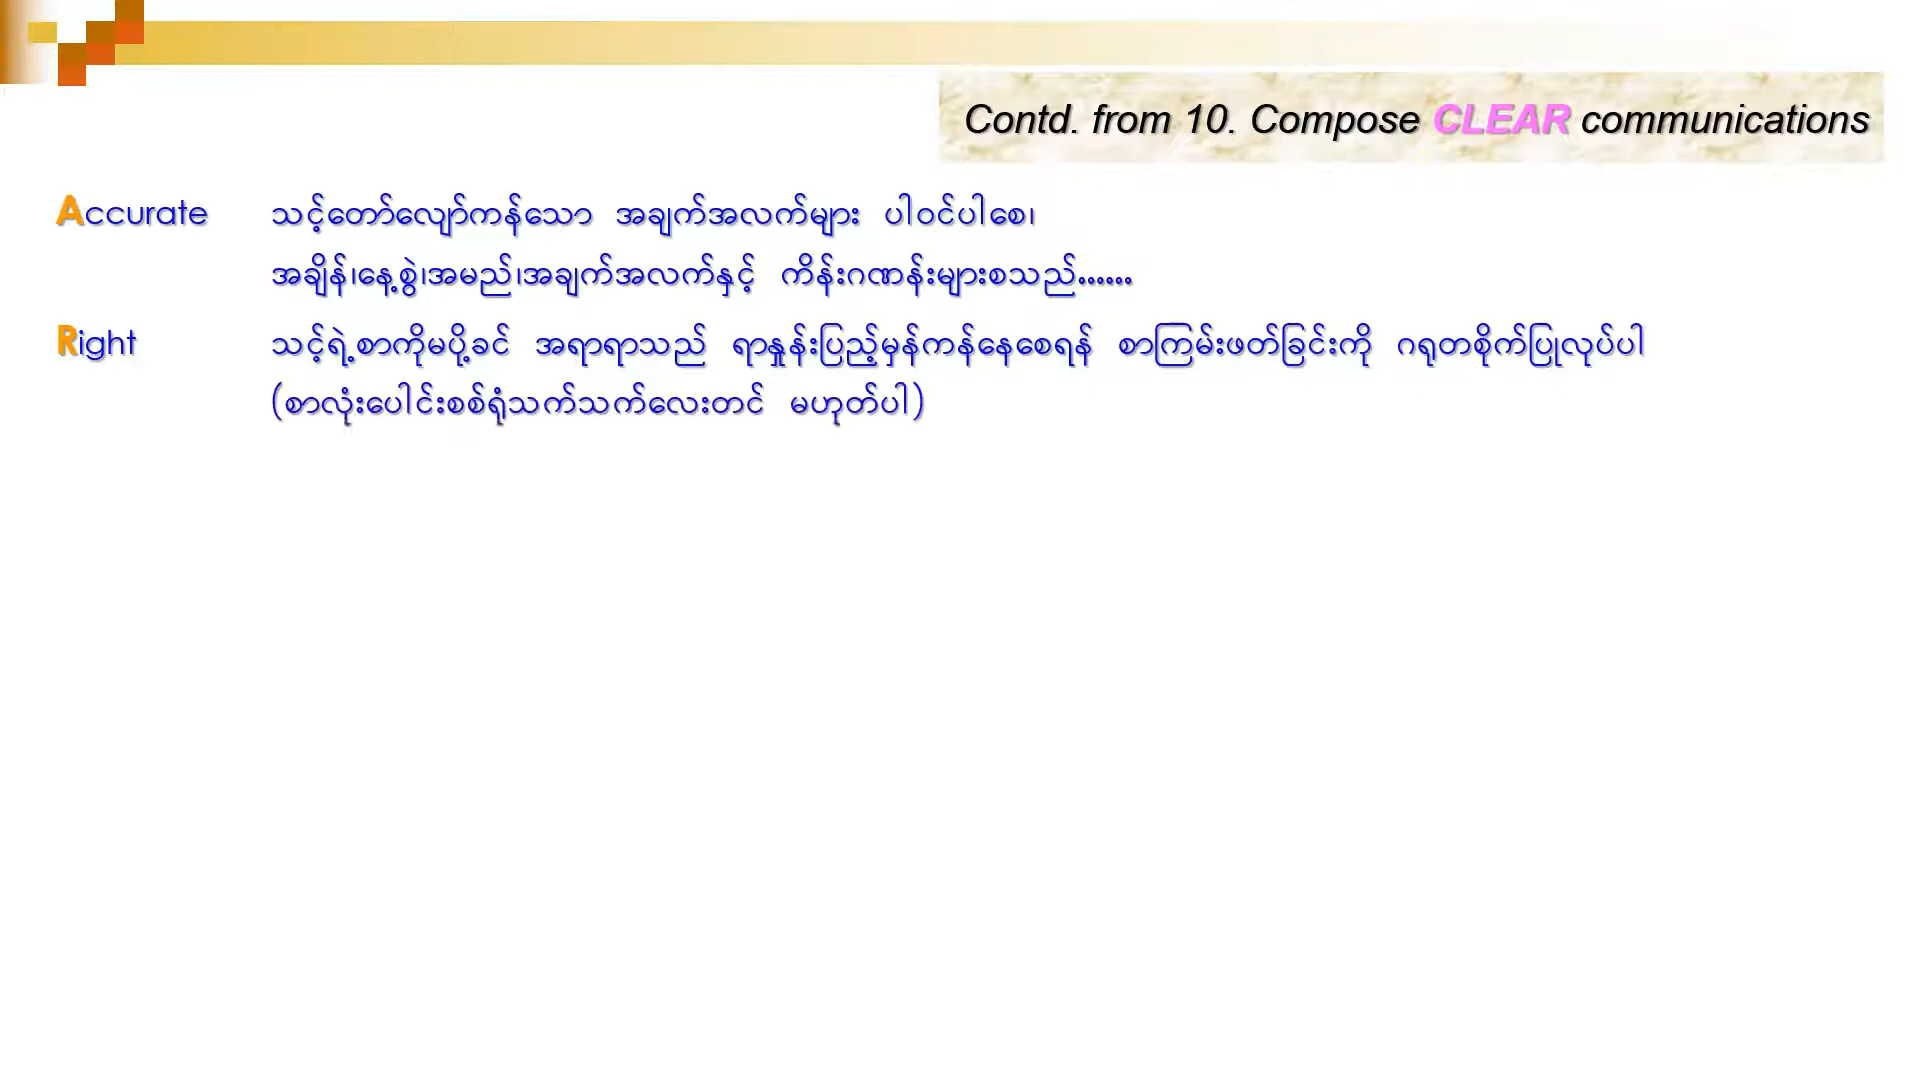 Contd. from 10. Compose CLEAR communications
Accurate သင့်တော်လျော်ကန်သော အချက်အလက်များ ပါဝင်ပါစေ၊
အချိန်၊နေ့စွဲ၊အမည်၊အချက်အလက်နှင့် ကိန်းဂဏန်းများစသည်......
Right သင့်ရဲ့စာကိုမပို့ခင် အရာရာသည် ရာနှုန်းပြည့်မှန်ကန်နေစေရန် စာကြမ်းဖတ်ခြင်းကို ဂရုတစိုက်ပြုလုပ်ပါ
(စာလုံးပေါင်းစစ်ရုံသက်သက်လေးတင် မဟုတ်ပါ)